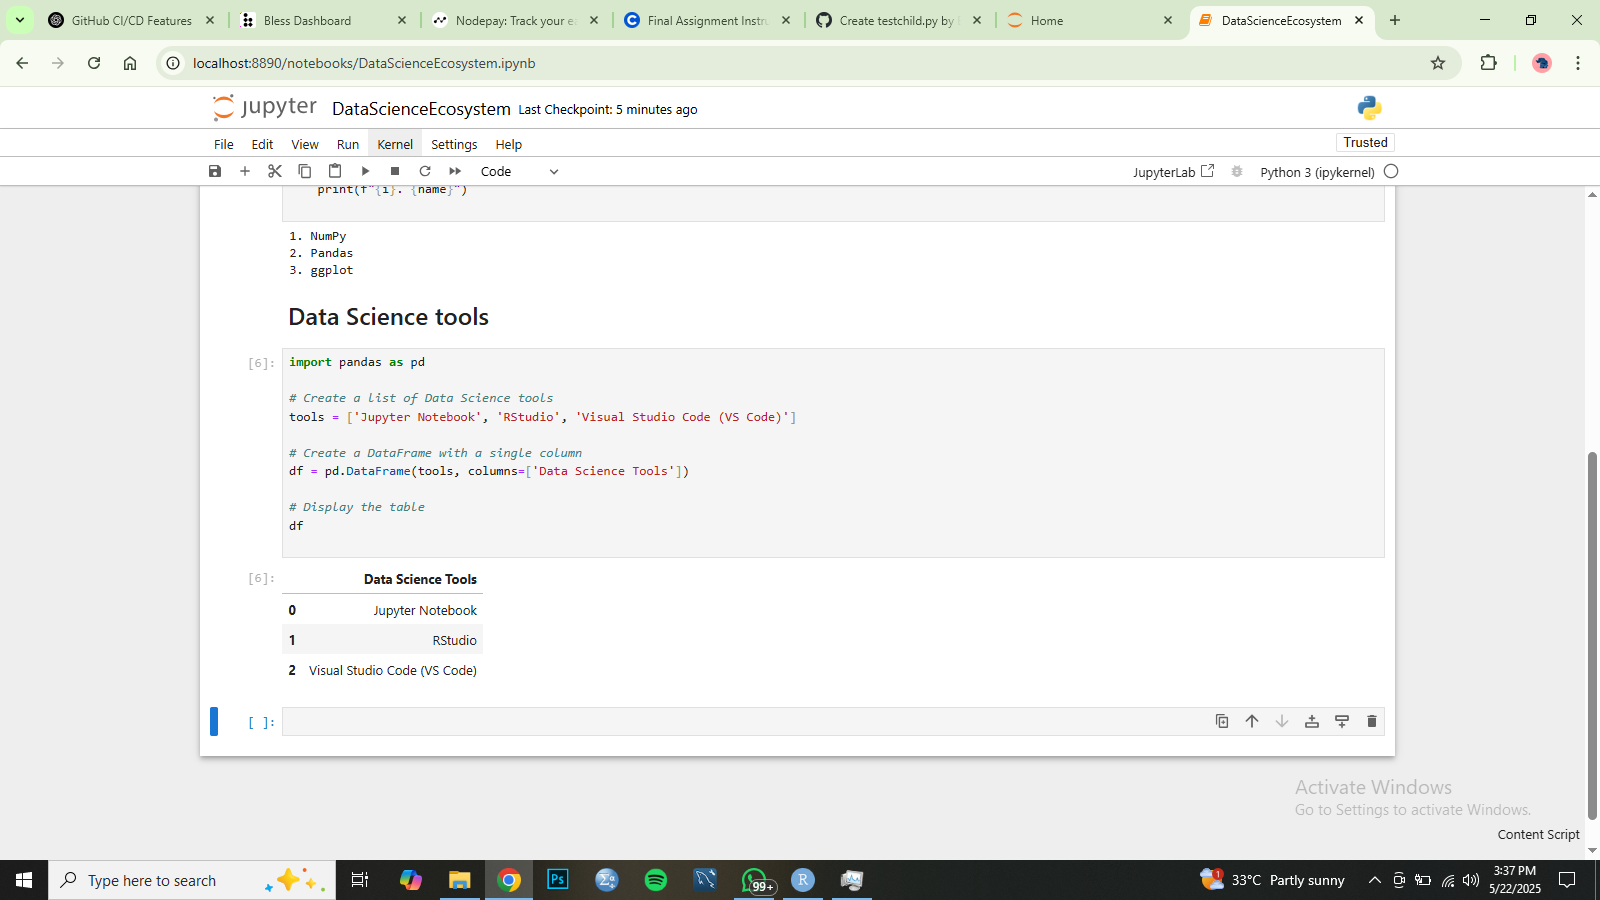 GitHub CI/CD Features
Bless Dashboard
Nodepay: Track your ea
Final Assignment Instru
Create testchild.py by
Home
DataScienceEcosystem
localhost:8890/notebooks/DataScienceEcosystem.ipynb
jupyter DataScienceEcosystem Last Checkpoint: 5 minutes ago
File Edit View Run Kernel Settings Help
Trusted
Code
JupyterLab
Python 3 (ipykernel)
print(f"{i}. {name}")
1. NumPy
2. Pandas
3. ggplot
Data Science tools
[6]:
import pandas as pd
# Create a list of Data Science tools
tools = ['Jupyter Notebook', 'RStudio', 'Visual Studio Code (VS Code)']
# Create a DataFrame with a single column
df = pd.DataFrame(tools, columns=['Data Science Tools'])
# Display the table
df
[6]:
Data Science Tools
0 Jupyter Notebook
1 RStudio
2 Visual Studio Code (VS Code)
[ ]:
Activate Windows
Go to Settings to activate Windows.
Content Script
Type here to search
Ps
99+
R
1
33°C Partly sunny
3:37 PM
5/22/2025